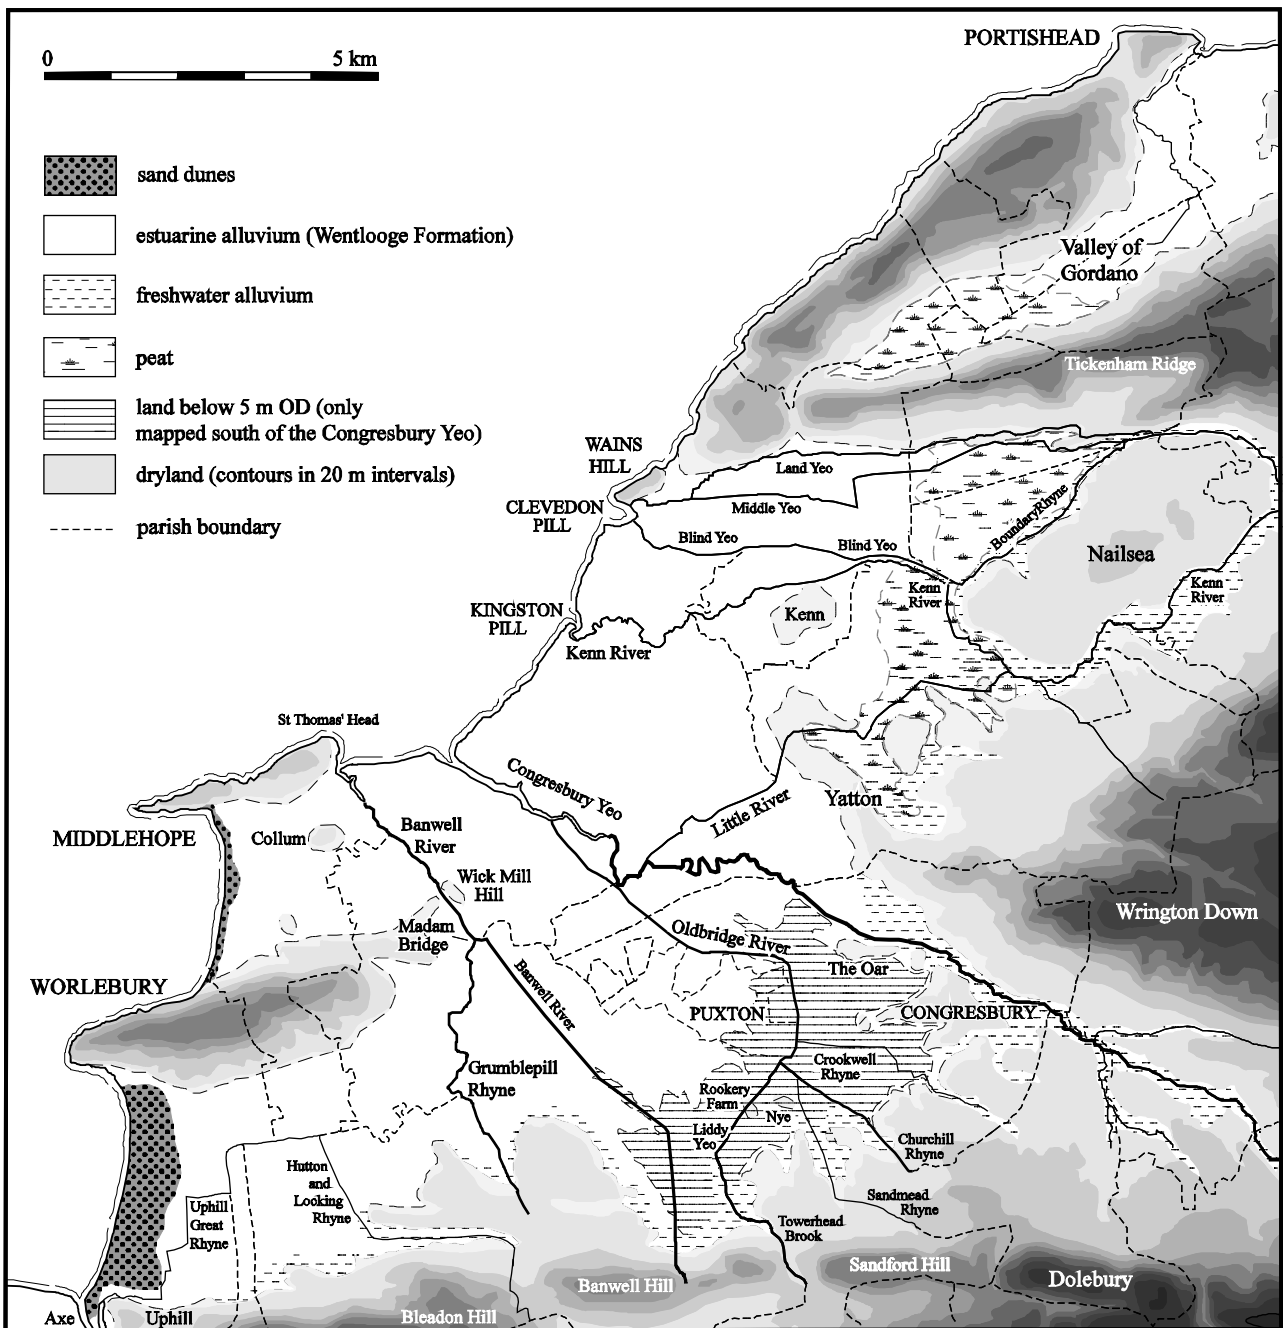 PORTISHEAD
0 5 km
sand dunes
estuarine alluvium (Wentlooge Formation)
freshwater alluvium
peat
land below 5 m OD (only
mapped south of the Congresbury Yeo)
dryland (contours in 20 m intervals)
parish boundary
Valley of
Gordano
Tickenham Ridge
WAINS
HILL
Land Yeo
CLEVEDON
PILL
Middle Yeo
Boundary Rhyne
Blind Yeo
Blind Yeo
Nailsea
Kenn
River
Kenn
River
KINGSTON
PILL
Kenn
Kenn River
St Thomas' Head
Congresbury Yeo
Little River
Yatton
MIDDLEHOPE
Collum
Banwell
River
Wick Mill
Hill
Madam
Bridge
Wrington Down
Oldbridge River
The Oar
Banwell River
WORLEBURY
PUXTON
CONGRESBURY
Grumblepill
Rhyne
Crookwell
Rhyne
Rookery
Farm
Nye
Liddy
Yeo
Churchill
Rhyne
Hutton
and
Locking
Rhyne
Uphill
Great
Rhyne
Sandmead
Rhyne
Towerhead
Brook
Sandford Hill
Banwell Hill
Dolebury
Axe
Uphill
Bleadon Hill